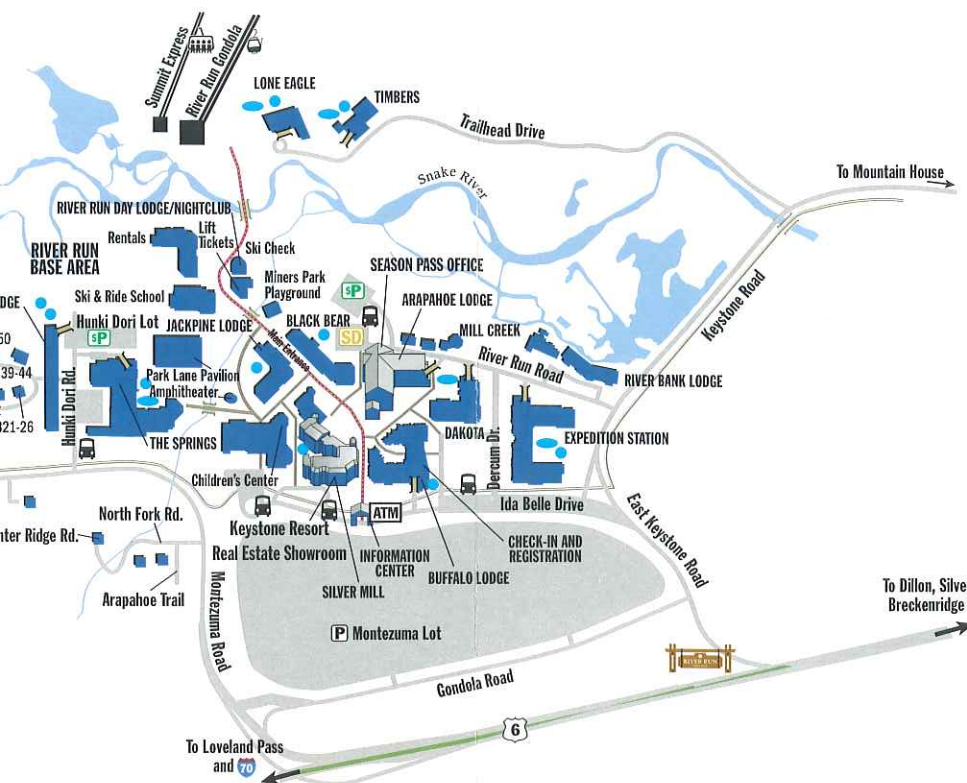 Summit Express
River Run Gondola
LONE EAGLE
TIMBERS
Trailhead Drive
To Mountain House
Snake River
RIVER RUN DAY LODGE/NIGHTCLUB
Rentals
Lift
Tickets
Ski Check
RIVER RUN
BASE AREA
SEASON PASS OFFICE
Miners Park
Playground
$P
ARAPAHOE LODGE
Keystone Road
Ski & Ride School
DGE
Hunki Dori Lot
JACKPINE LODGE
BLACK BEAR
SD
MILL CREEK
$P
50
Main Entrance
River Run Road
39-44
Park Lane Pavilion
Amphitheater
RIVER BANK LODGE
321-26
Hunki Dori Rd.
THE SPRINGS
DAKOTA
Dercum Dr.
EXPEDITION STATION
Children's Center
Ida Belle Drive
ATM
North Fork Rd.
Keystone Resort
Real Estate Showroom
INFORMATION
CENTER
CHECK-IN AND
REGISTRATION
East Keystone Road
nter Ridge Rd.
BUFFALO LODGE
SILVER MILL
Arapahoe Trail
Montezuma Road
To Dillon, Silve
Breckenridge
P Montezuma Lot
RIVER RUN
Gondola Road
6
To Loveland Pass
and 70